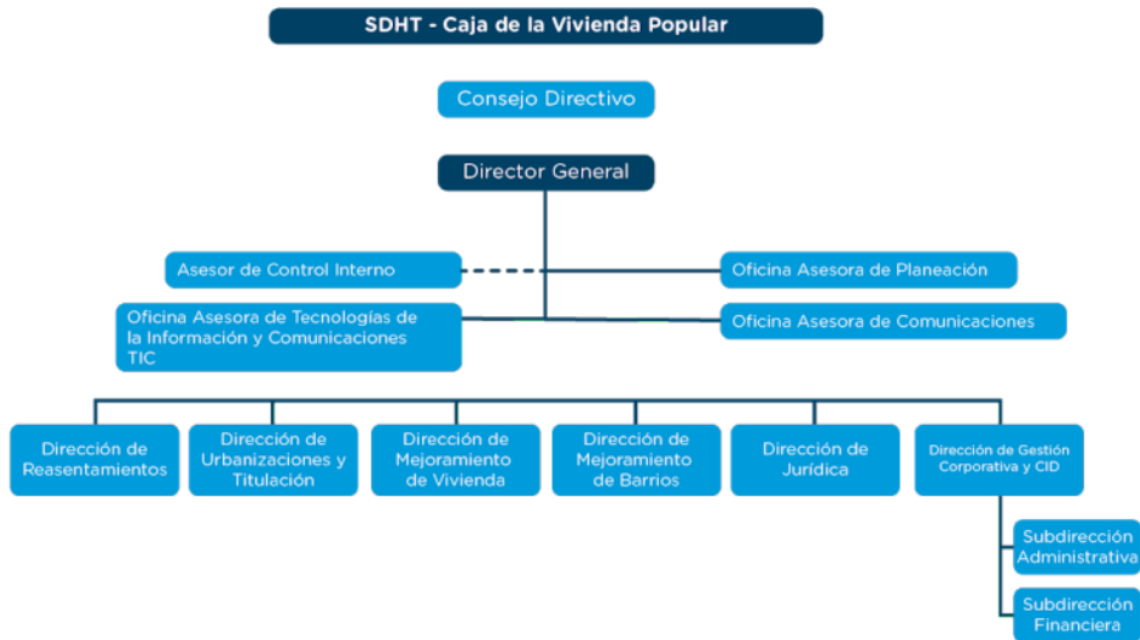 SDHT - Caja de la Vivienda Popular
Consejo Directivo
Director General
Asesor de Control Interno
Oficina Asesora de Planeación
Oficina Asesora de Tecnologías de
la Información y Comunicaciones
TIC
Oficina Asesora de Comunicaciones
Dirección de
Reasentamientos
Dirección de
Urbanizaciones y
Titulación
Dirección de
Mejoramiento
de Vivienda
Dirección de
Mejoramiento
de Barrios
Dirección de
Jurídica
Dirección de Gestión
Corporativa y CID
Subdirección
Administrativa
Subdirección
Financiera